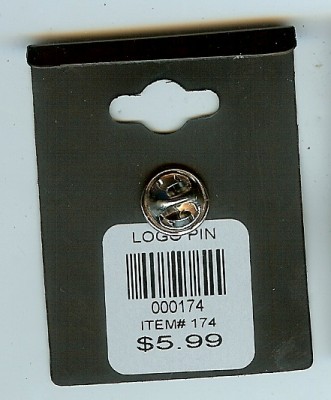 LOGO PIN
000174
ITEM# 174
$5.99